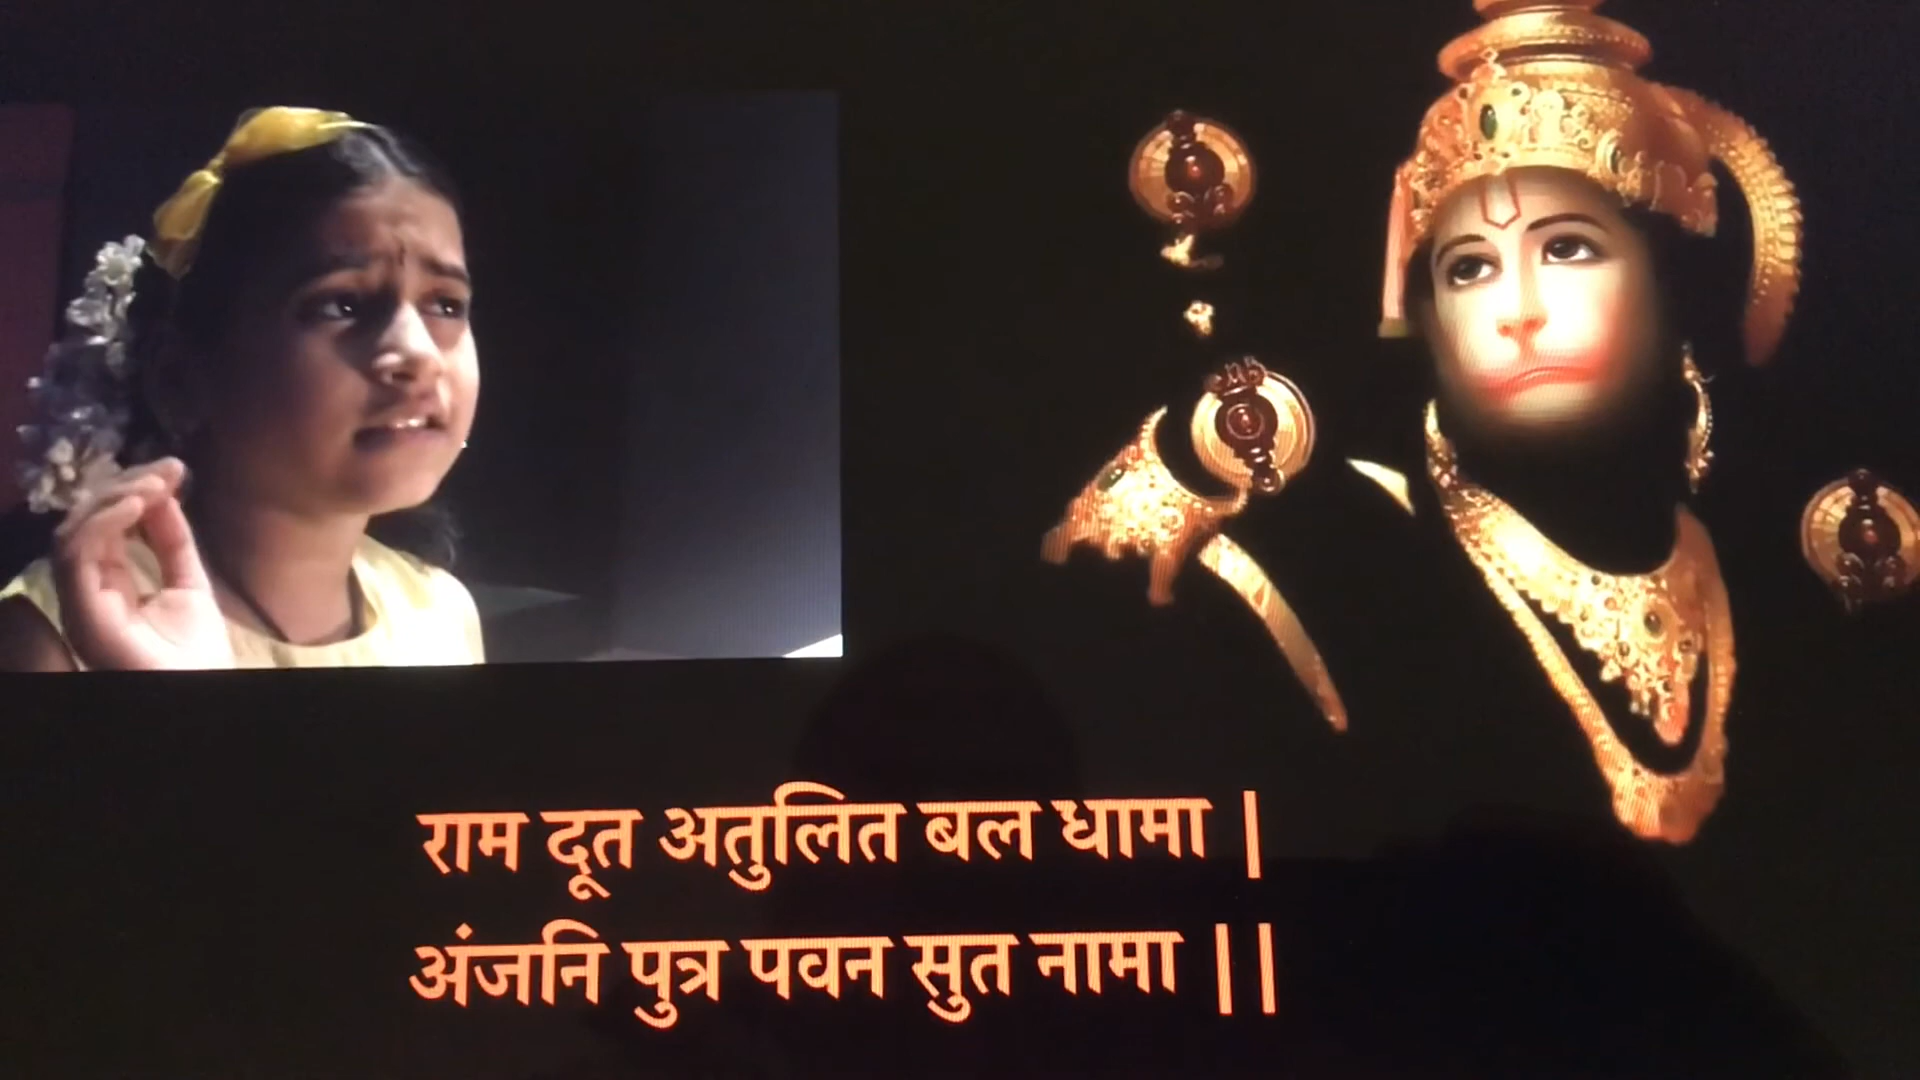 राम दूत अतुलित बल धामा |
अंजनि पुत्र पवन सुत नामा ||